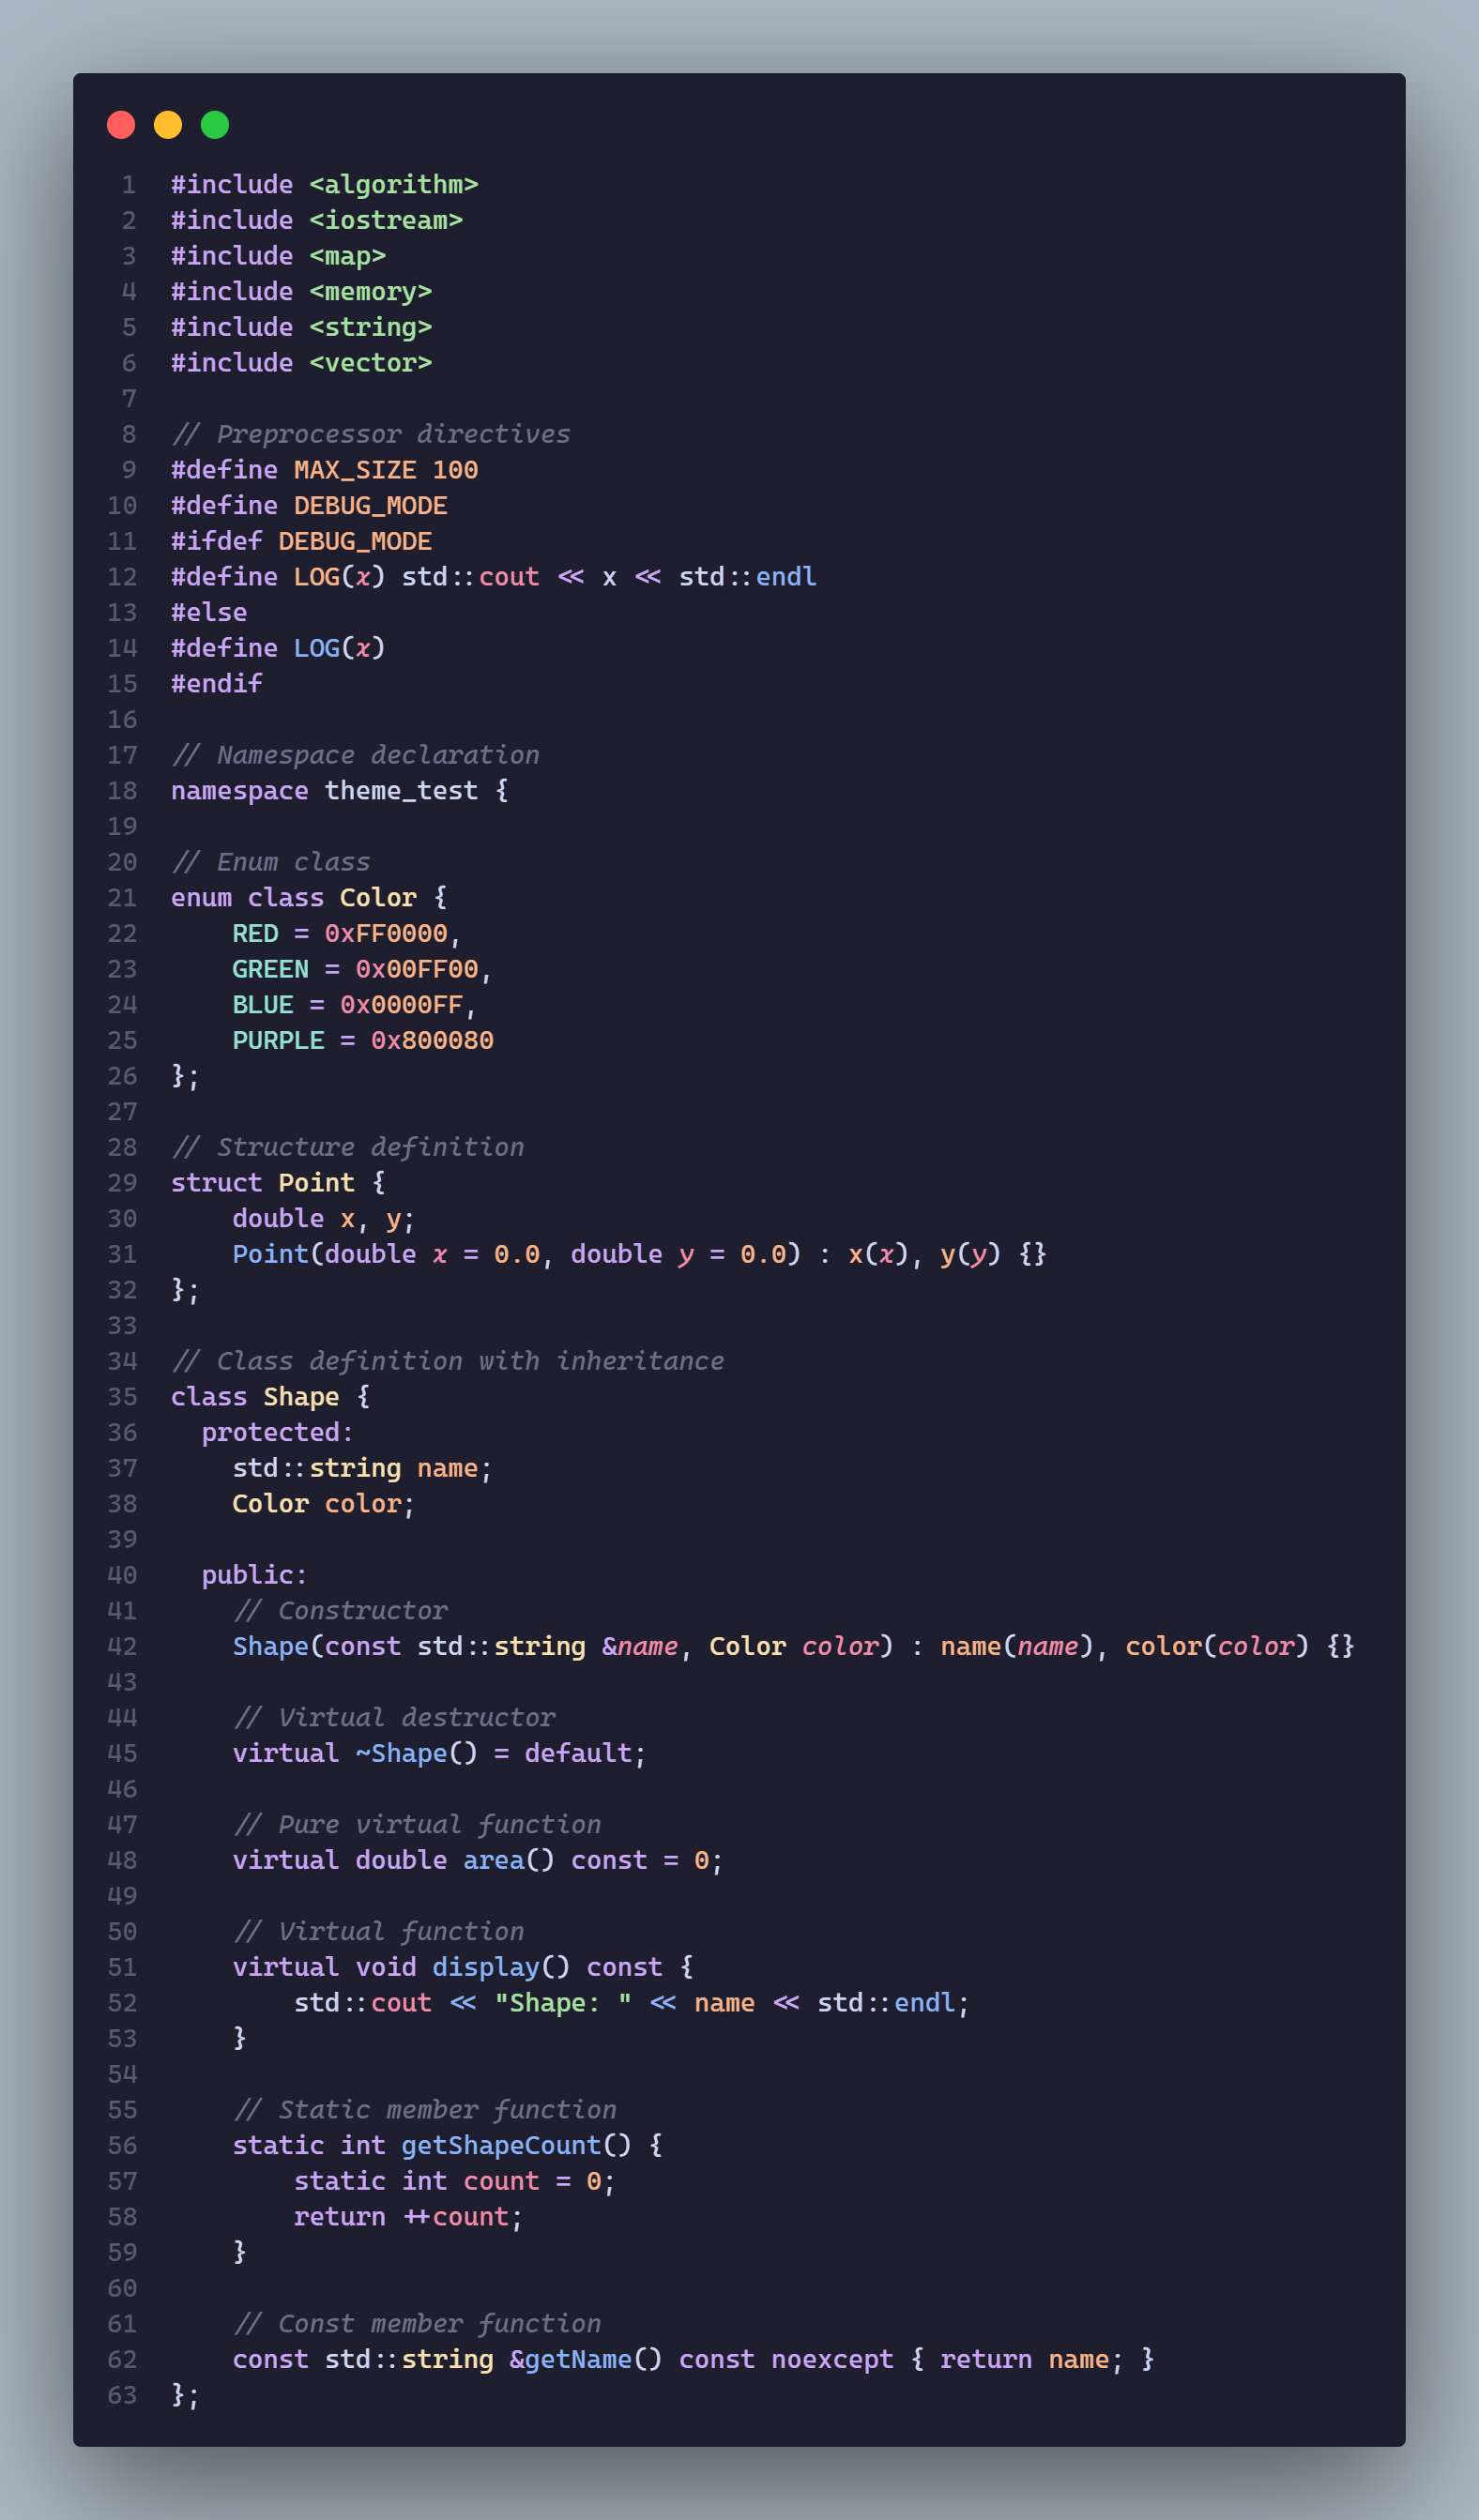 1 #include <algorithm>
2 #include <iostream>
3 #include <map>
4 #include <memory>
5 #include <string>
6 #include <vector>
7
8 // Preprocessor directives
9 #define MAX_SIZE 100
10 #define DEBUG_MODE
11 #ifdef DEBUG_MODE
12 #define LOG(x) std::cout << x << std::endl
13 #else
14 #define LOG(x)
15 #endif
16
17 // Namespace declaration
18 namespace theme_test {
19
20 // Enum class
21 enum class Color {
22     RED = 0xFF0000,
23     GREEN = 0x00FF00,
24     BLUE = 0x0000FF,
25     PURPLE = 0x800080
26 };
27
28 // Structure definition
29 struct Point {
30     double x, y;
31     Point(double x = 0.0, double y = 0.0) : x(x), y(y) {}
32 };
33
34 // Class definition with inheritance
35 class Shape {
36   protected:
37     std::string name;
38     Color color;
39
40   public:
41     // Constructor
42     Shape(const std::string &name, Color color) : name(name), color(color) {}
43
44     // Virtual destructor
45     virtual ~Shape() = default;
46
47     // Pure virtual function
48     virtual double area() const = 0;
49
50     // Virtual function
51     virtual void display() const {
52         std::cout << "Shape: " << name << std::endl;
53     }
54
55     // Static member function
56     static int getShapeCount() {
57         static int count = 0;
58         return ++count;
59     }
60
61     // Const member function
62     const std::string &getName() const noexcept { return name; }
63 };